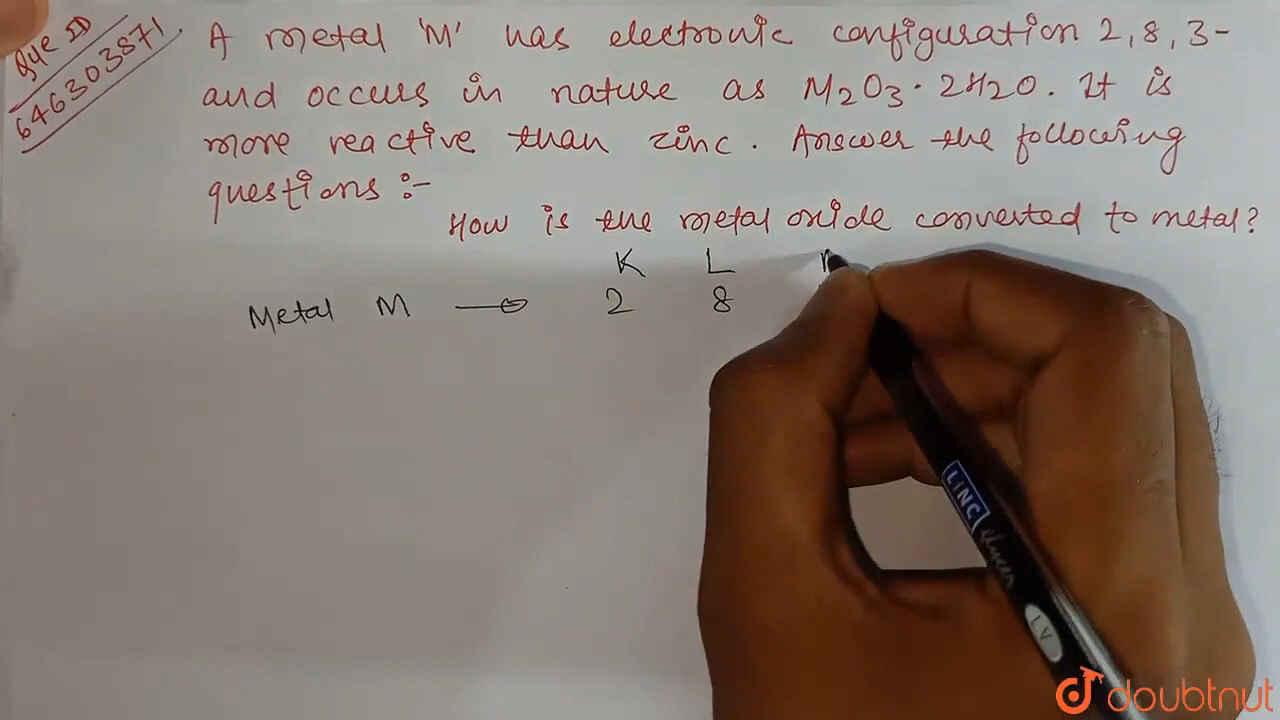 Que ID
646303871
A metal 'M' has electronic configuration 2, 8, 3 -
and occurs in nature as M2O3 · 2H2O. It is
more reactive than zinc. Answer the following
questions :-
How is the metal oxide converted to metal?
K L
Metal M → 2 8
LINC
LV
doubtnut